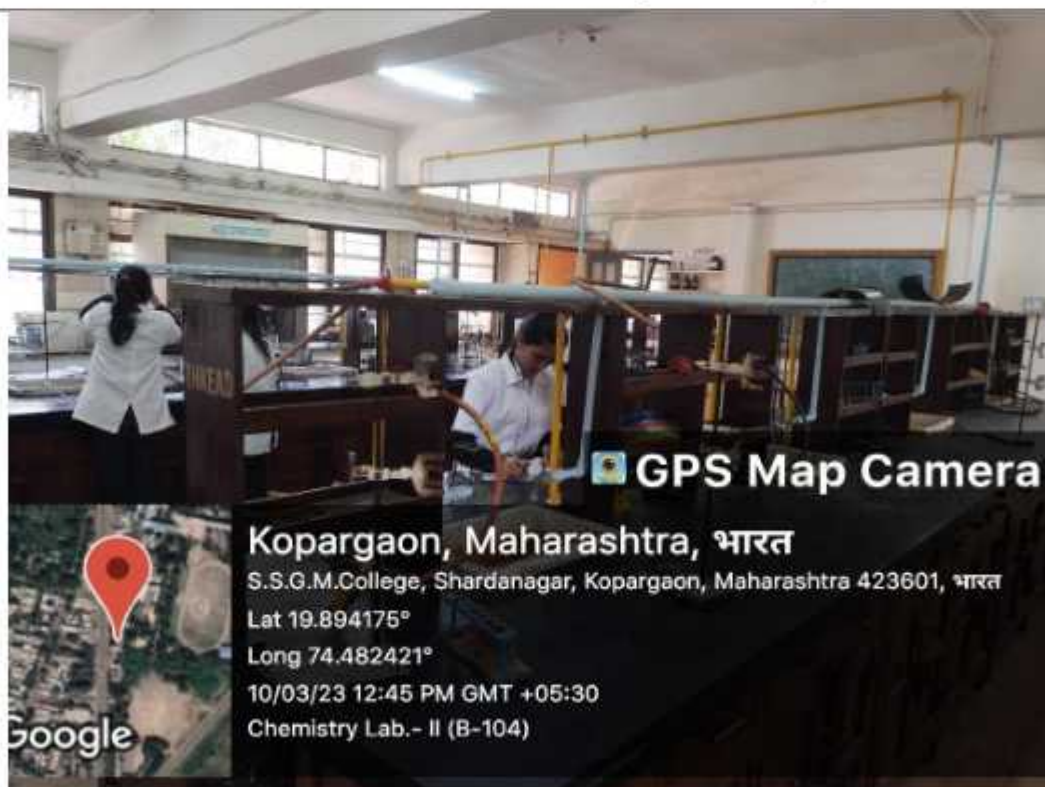 GPS Map Camera
Kopargaon, Maharashtra, भारत
S.S.G.M.College, Shardanagar, Kopargaon, Maharashtra 423601, भारत
Lat 19.894175°
Long 74.482421°
10/03/23 12:45 PM GMT +05:30
Chemistry Lab.- II (B-104)
Google